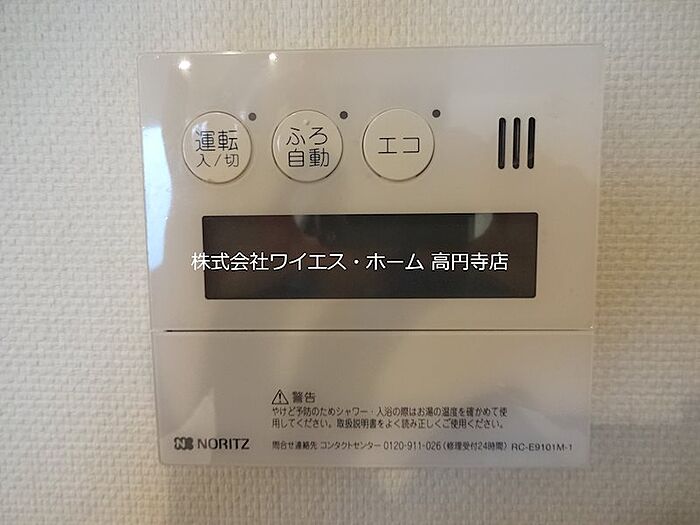 運転
入/切
ふろ
自動
エコ
株式会社ワイエス・ホーム 高円寺店
警告
やけど予防のためシャワー・入浴の際はお湯の温度を確かめて使
用してください。取扱説明書をよく読み正しくご使用ください。
NORITZ
問合せ連絡先 コンタクトセンター 0120-911-026(修理受付24時間) RC-E9101M-1